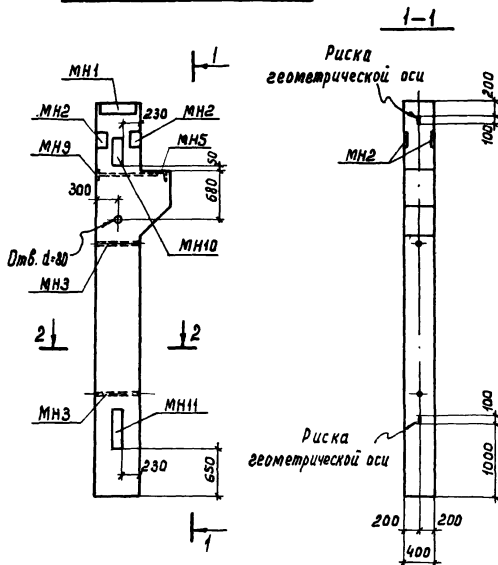 1-1
1
МН1
230
МН2
МН2
МН9
МН5
50
300
680
Отв. d=80
МН10
МН3
2
2
МН3
МН11
230
650
1
Риска
геометрической оси
200
100
МН2
Риска
геометрической оси
100
1000
200
200
400